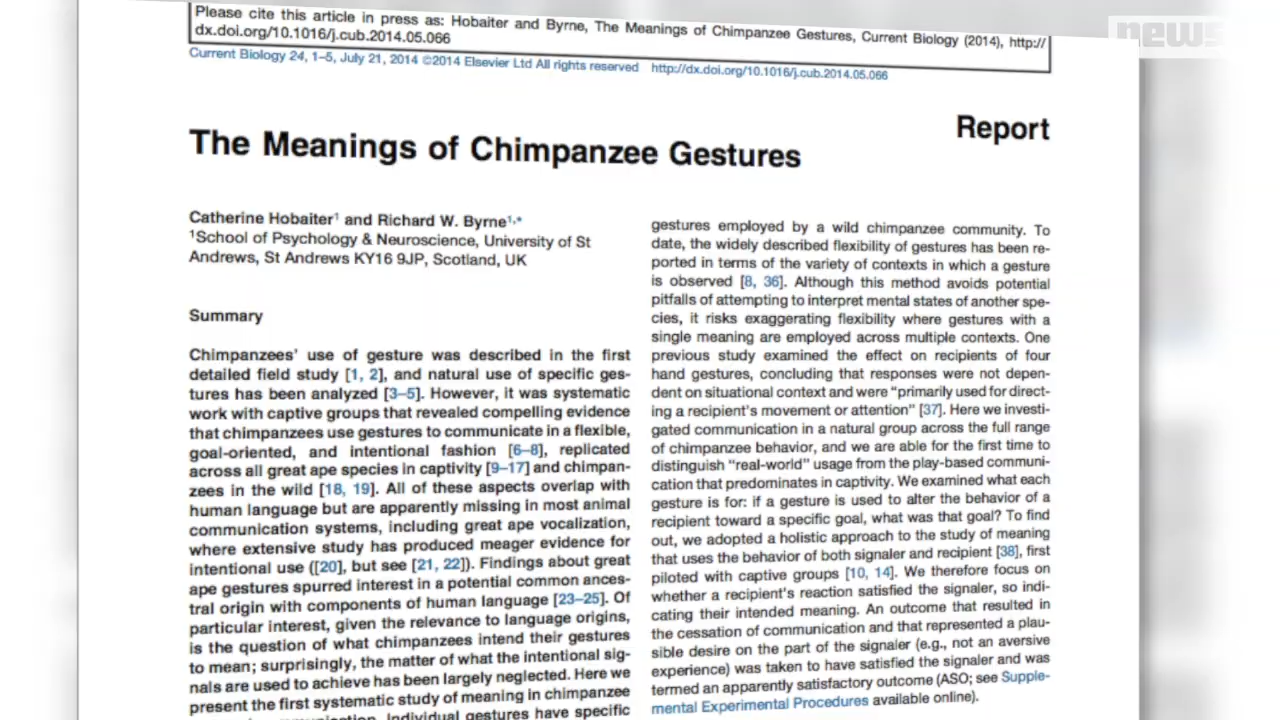 Please cite this article in press as: Hobaiter and Byrne, The Meanings of Chimpanzee Gestures, Current Biology (2014), http://
dx.doi.org/10.1016/j.cub.2014.05.066
Current Biology 24, 1–5, July 21, 2014 ©2014 Elsevier Ltd All rights reserved http://dx.doi.org/10.1016/j.cub.2014.05.066
news
Report
The Meanings of Chimpanzee Gestures
Catherine Hobaiter¹ and Richard W. Byrne¹,*
¹School of Psychology & Neuroscience, University of St
Andrews, St Andrews KY16 9JP, Scotland, UK
Summary
Chimpanzees’ use of gesture was described in the first
detailed field study [1, 2], and natural use of specific ges-
tures has been analyzed [3–5]. However, it was systematic
work with captive groups that revealed compelling evidence
that chimpanzees use gestures to communicate in a flexible,
goal-oriented, and intentional fashion [6–8], replicated
across all great ape species in captivity [9–17] and chimpan-
zees in the wild [18, 19]. All of these aspects overlap with
human language but are apparently missing in most animal
communication systems, including great ape vocalization,
where extensive study has produced meager evidence for
intentional use ([20], but see [21, 22]). Findings about great
ape gestures spurred interest in a potential common ances-
tral origin with components of human language [23–25]. Of
particular interest, given the relevance to language origins,
is the question of what chimpanzees intend their gestures
to mean; surprisingly, the matter of what the intentional sig-
nals are used to achieve has been largely neglected. Here we
present the first systematic study of meaning in chimpanzee
Individual gestures have specific
gestures employed by a wild chimpanzee community. To
date, the widely described flexibility of gestures has been re-
ported in terms of the variety of contexts in which a gesture
is observed [8, 36]. Although this method avoids potential
pitfalls of attempting to interpret mental states of another spe-
cies, it risks exaggerating flexibility where gestures with a
single meaning are employed across multiple contexts. One
previous study examined the effect on recipients of four
hand gestures, concluding that responses were not depen-
dent on situational context and were “primarily used for direct-
ing a recipient’s movement or attention” [37]. Here we investi-
gated communication in a natural group across the full range
of chimpanzee behavior, and we are able for the first time to
distinguish “real-world” usage from the play-based communi-
cation that predominates in captivity. We examined what each
gesture is for: if a gesture is used to alter the behavior of a
recipient toward a specific goal, what was that goal? To find
out, we adopted a holistic approach to the study of meaning
that uses the behavior of both signaler and recipient [38], first
piloted with captive groups [10, 14]. We therefore focus on
whether a recipient’s reaction satisfied the signaler, so indi-
cating their intended meaning. An outcome that resulted in
the cessation of communication and that represented a plau-
sible desire on the part of the signaler (e.g., not an aversive
experience) was taken to have satisfied the signaler and was
termed an apparently satisfactory outcome (ASO; see Supple-
mental Experimental Procedures available online).